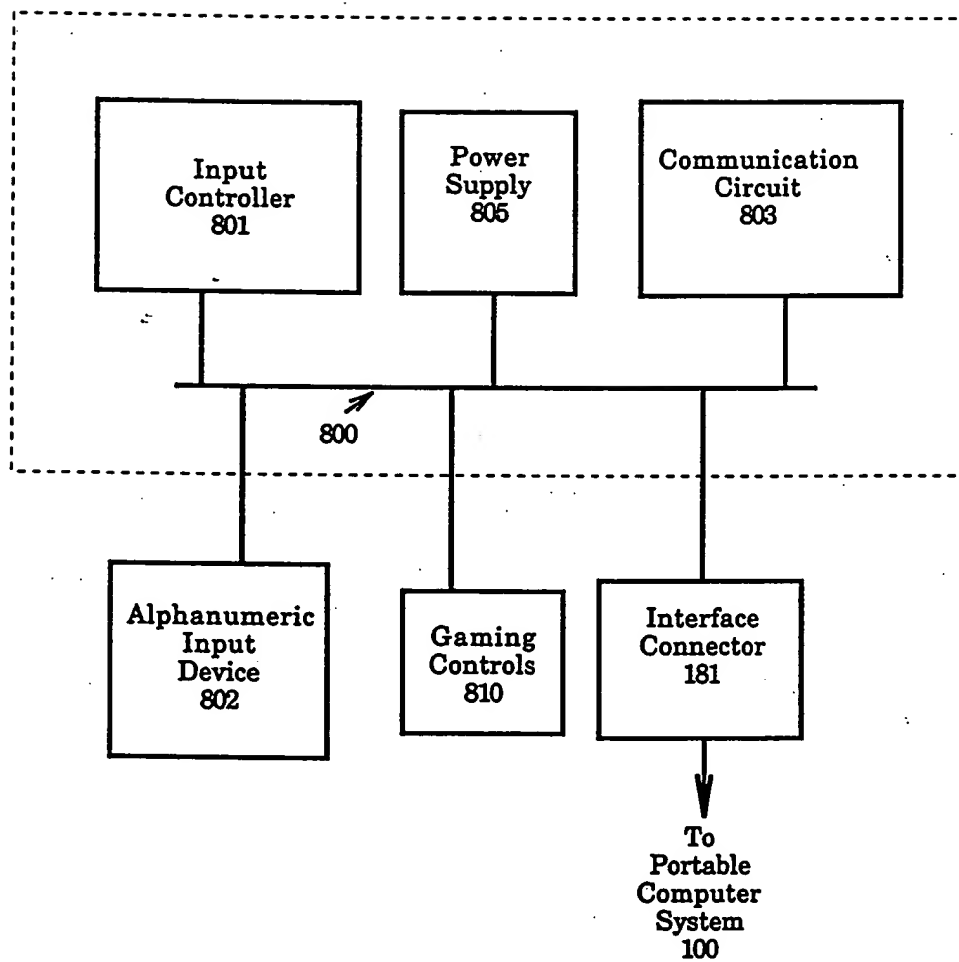 Input
Controller
801
Power
Supply
805
Communication
Circuit
803
800
Alphanumeric
Input
Device
802
Gaming
Controls
810
Interface
Connector
181
To
Portable
Computer
System
100